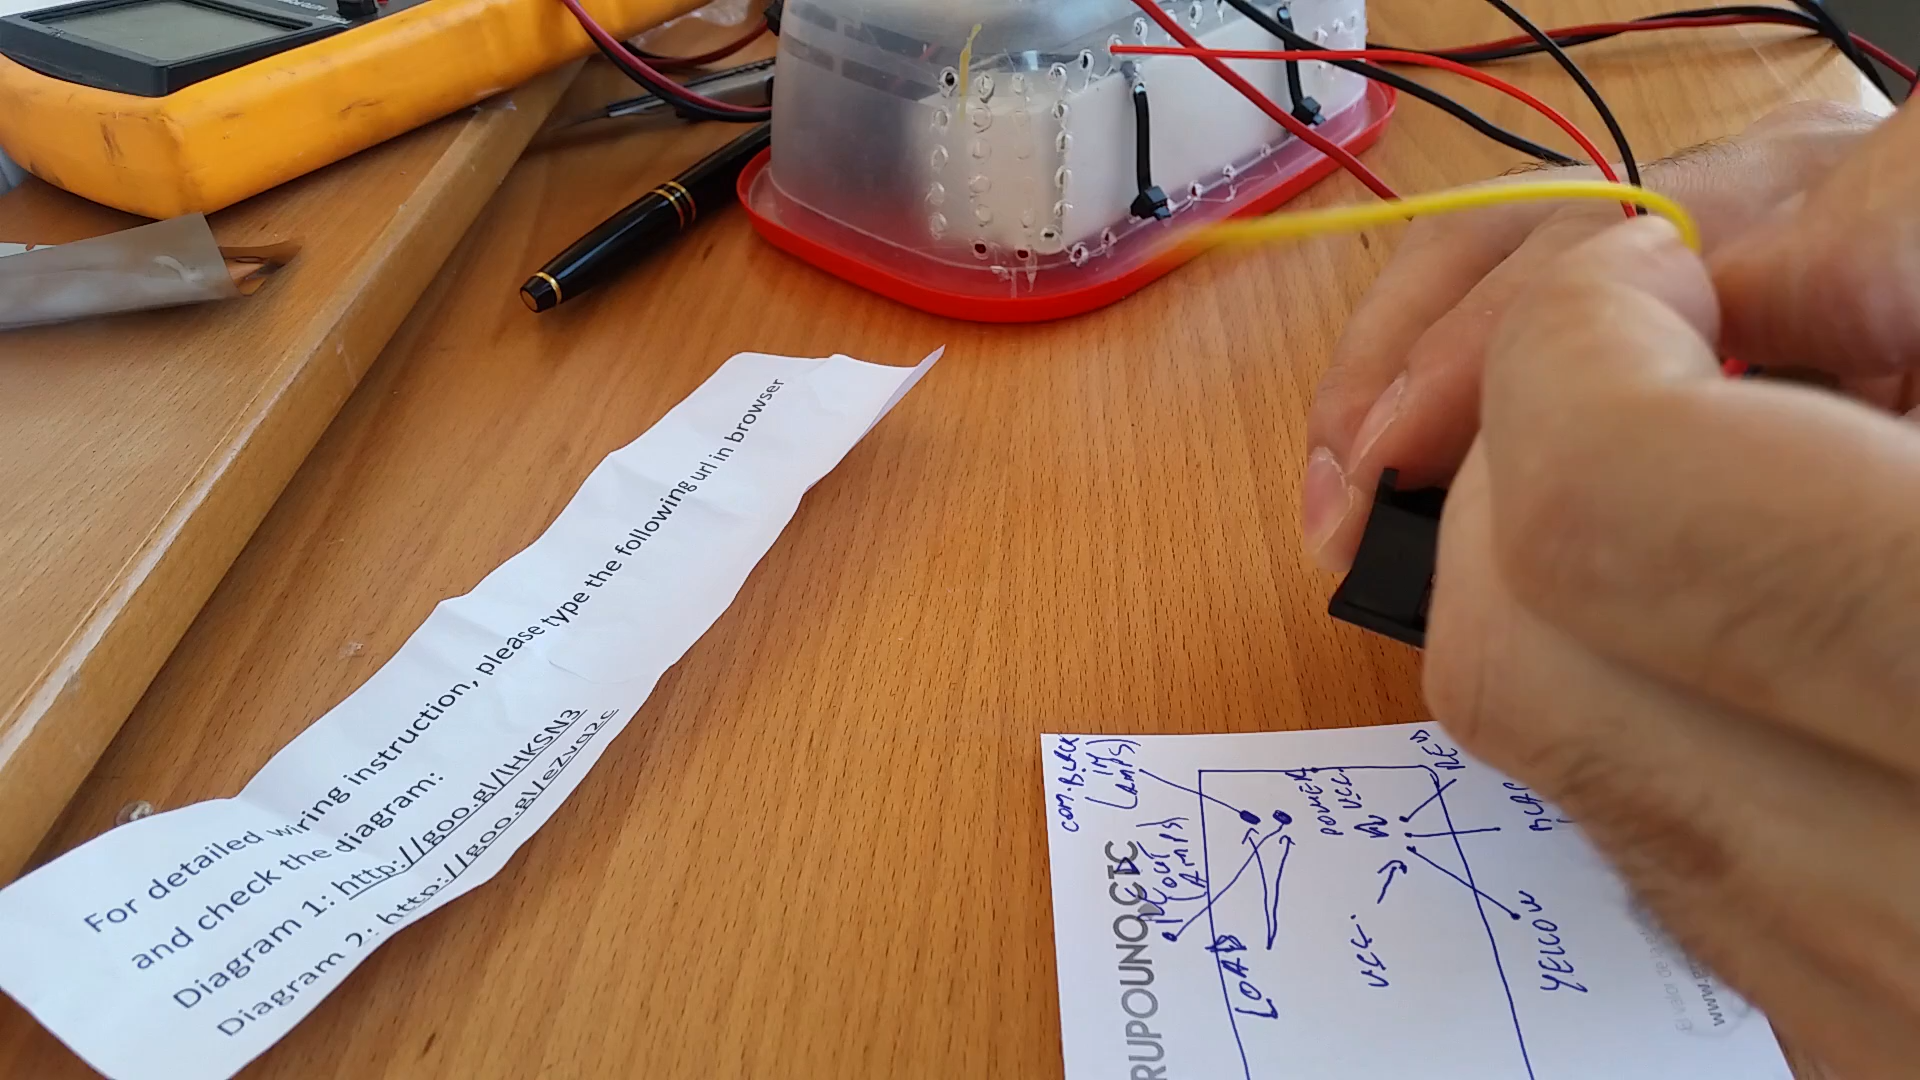 For detailed wiring instruction, please type the following url in browser
and check the diagram:
Diagram 1: http://goo.gl/lHKSN3
Diagram 2: http://goo.gl/eZvq2c
COM. BLACK
IN
(AMPS)
OUT
AMPS)
POWER
VCC
RED
LOAD
VCC.
YELLOW
RUPOUNO
www.